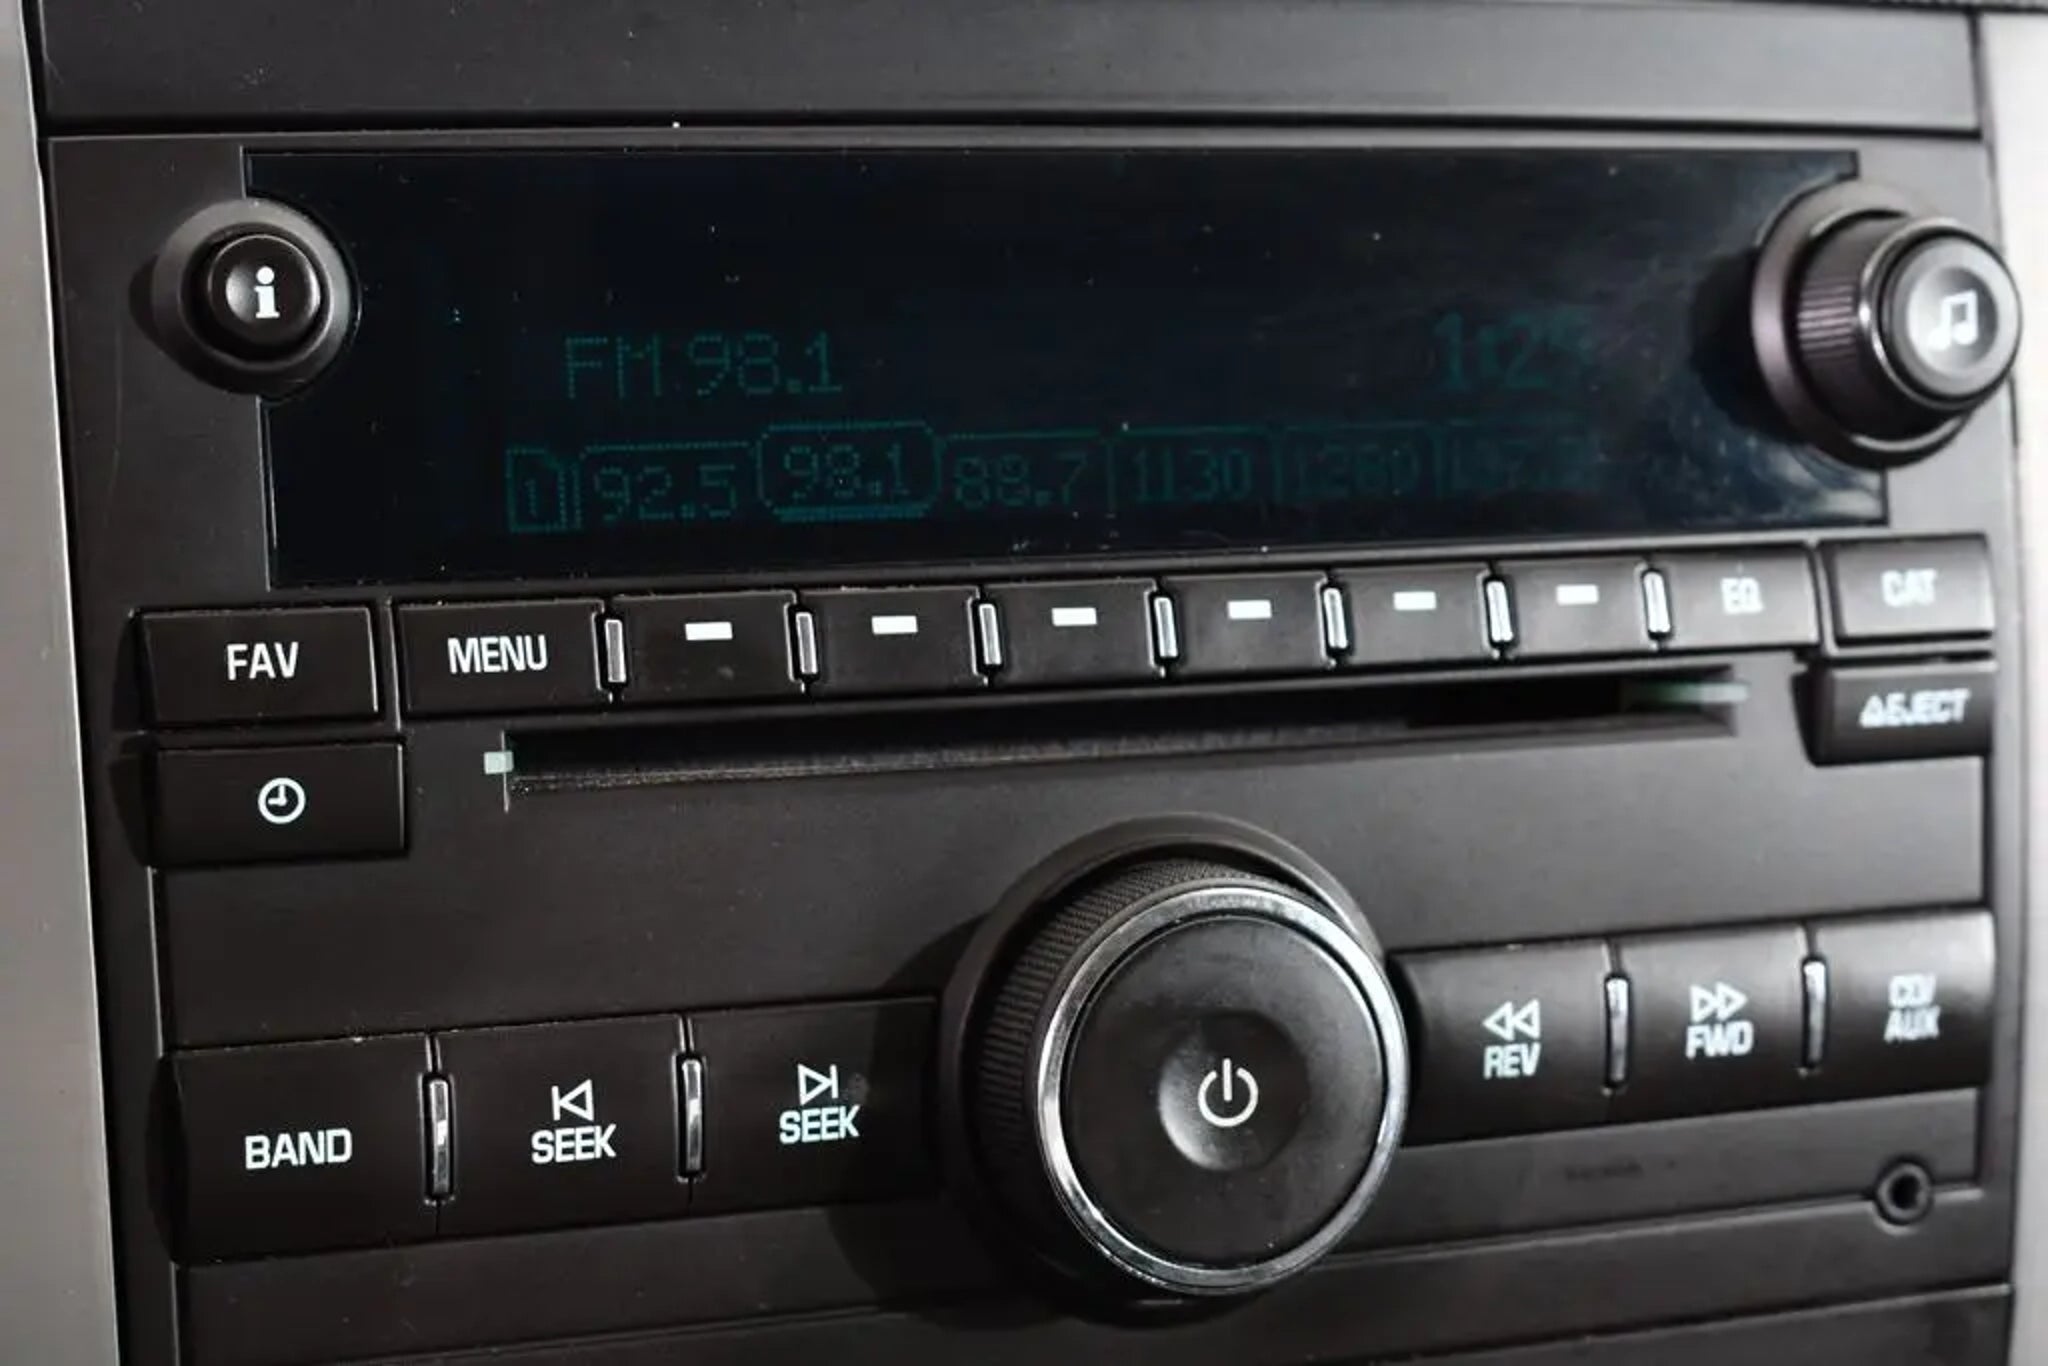 i
FM 98.1
1 92.5 98.1 88.7 1130
FAV MENU EQ CAT
EJECT
REV FWD CD/
AUX
BAND SEEK SEEK